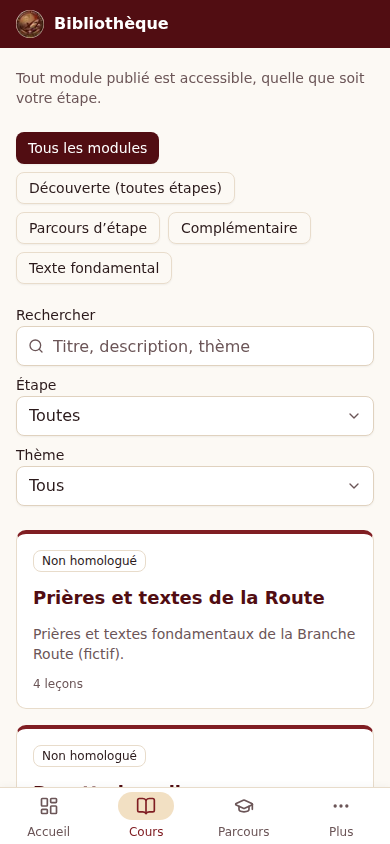 Bibliothèque
Tout module publié est accessible, quelle que soit
votre étape.
Tous les modules
Découverte (toutes étapes)
Parcours d’étape
Complémentaire
Texte fondamental
Rechercher
Titre, description, thème
Étape
Toutes
Thème
Tous
Non homologué
Prières et textes de la Route
Prières et textes fondamentaux de la Branche
Route (fictif).
4 leçons
Non homologué
Accueil
Cours
Parcours
Plus